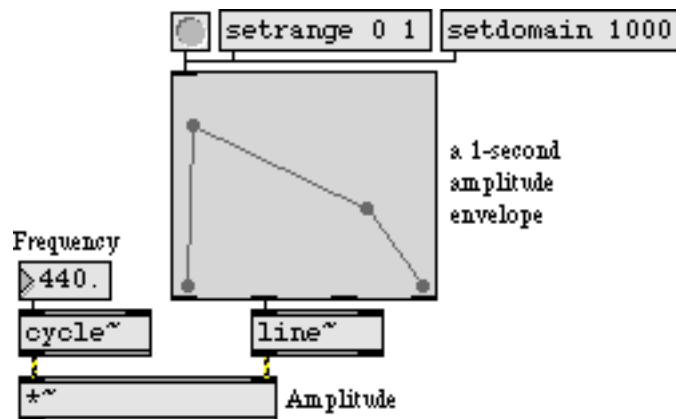 setrange 0 1
setdomain 1000
a 1-second
amplitude
envelope
Frequency
440.
cycle~
line~
*~
Amplitude